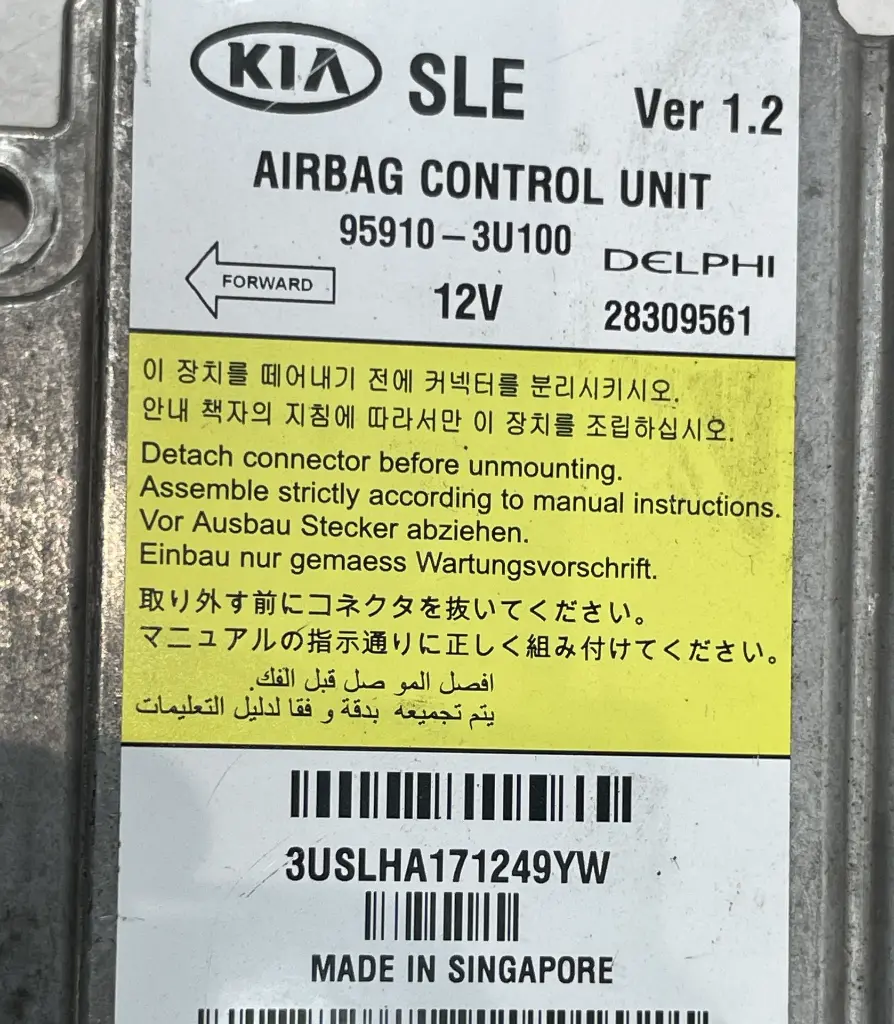 KIA SLE Ver 1.2
AIRBAG CONTROL UNIT
95910-3U100
DELPHI
FORWARD
12V
28309561
이 장치를 떼어내기 전에 커넥터를 분리시키시오.
안내 책자의 지침에 따라서만 이 장치를 조립하십시오.
Detach connector before unmounting.
Assemble strictly according to manual instructions.
Vor Ausbau Stecker abziehen.
Einbau nur gemaess Wartungsvorschrift.
取り外す前にコネクタを抜いてください。
マニュアルの指示通りに正しく組み付けてください。
افصل المو صل قبل الفك.
يتم تجميعه بدقة و فقا لدليل التعليمات
3USLHA171249YW
MADE IN SINGAPORE